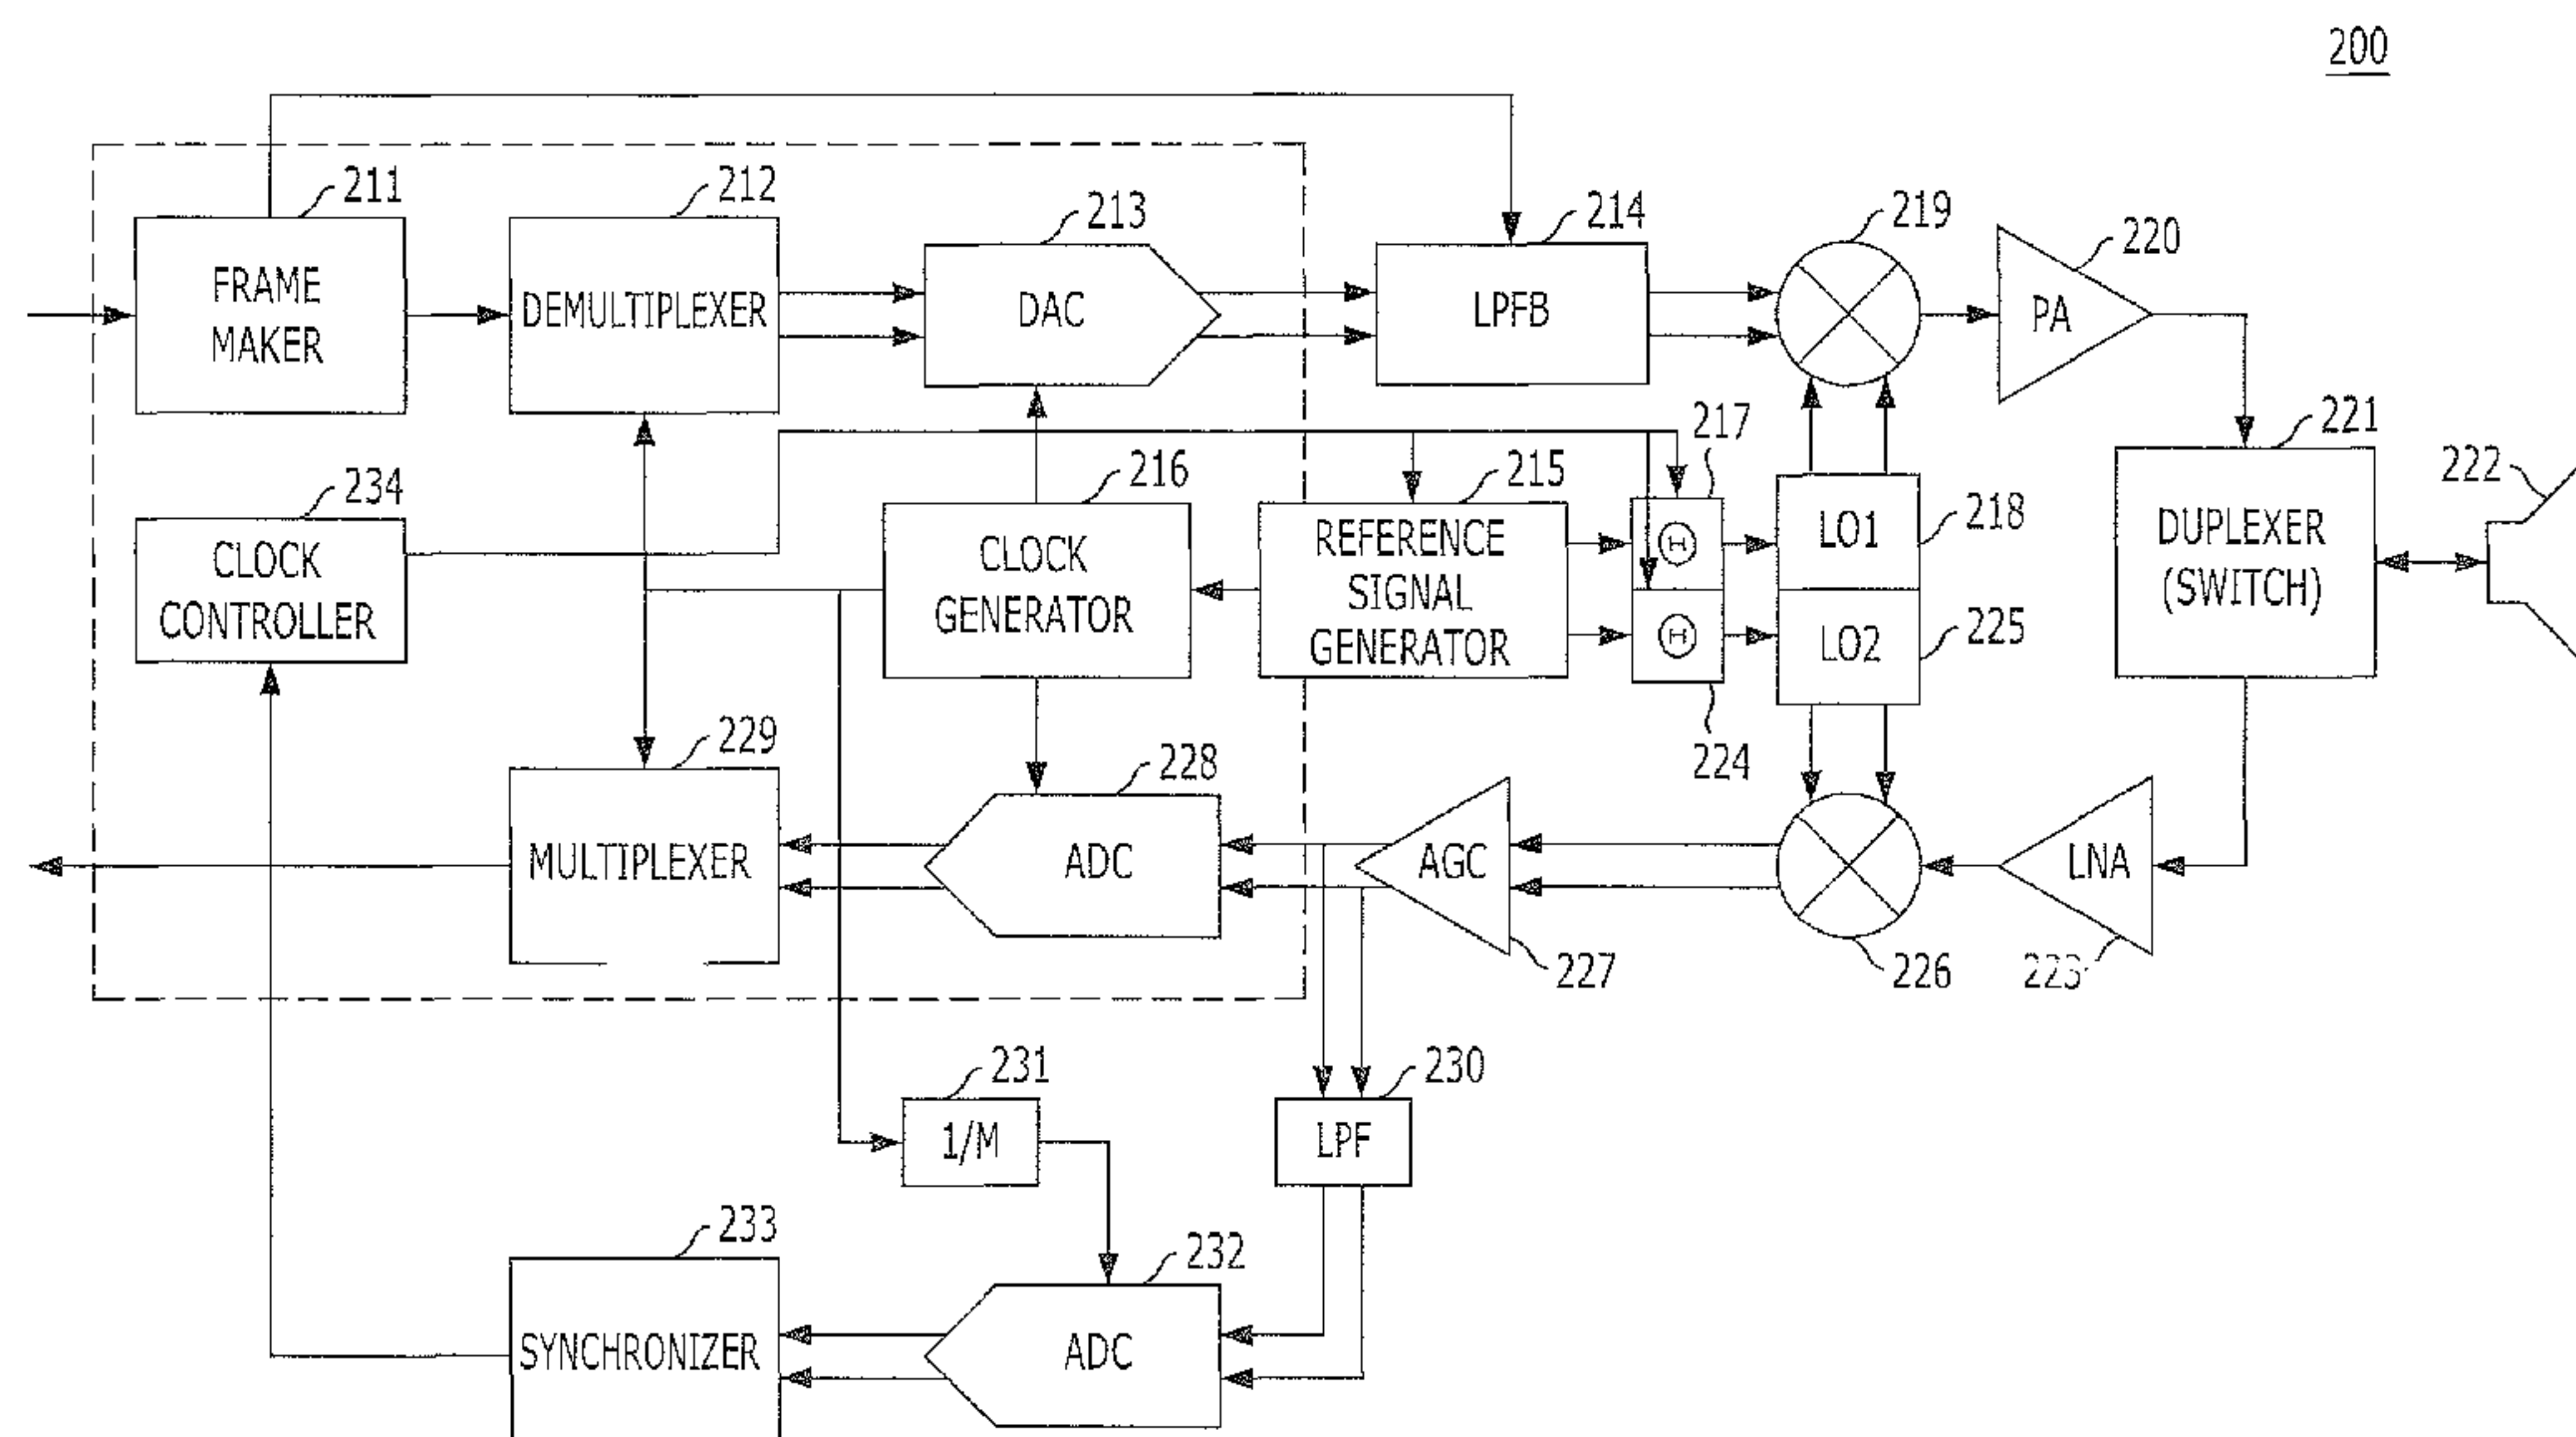 200
211
212
213
214
219
220
FRAME
MAKER
DEMULTIPLEXER
DAC
LPFB
PA
217
221
222
234
216
215
218
CLOCK
CONTROLLER
CLOCK
GENERATOR
REFERENCE
SIGNAL
GENERATOR
Θ
Θ
LO1
LO2
225
DUPLEXER
(SWITCH)
224
229
228
MULTIPLEXER
ADC
AGC
LNA
227
226
223
231
230
1/M
LPF
233
232
SYNCHRONIZER
ADC